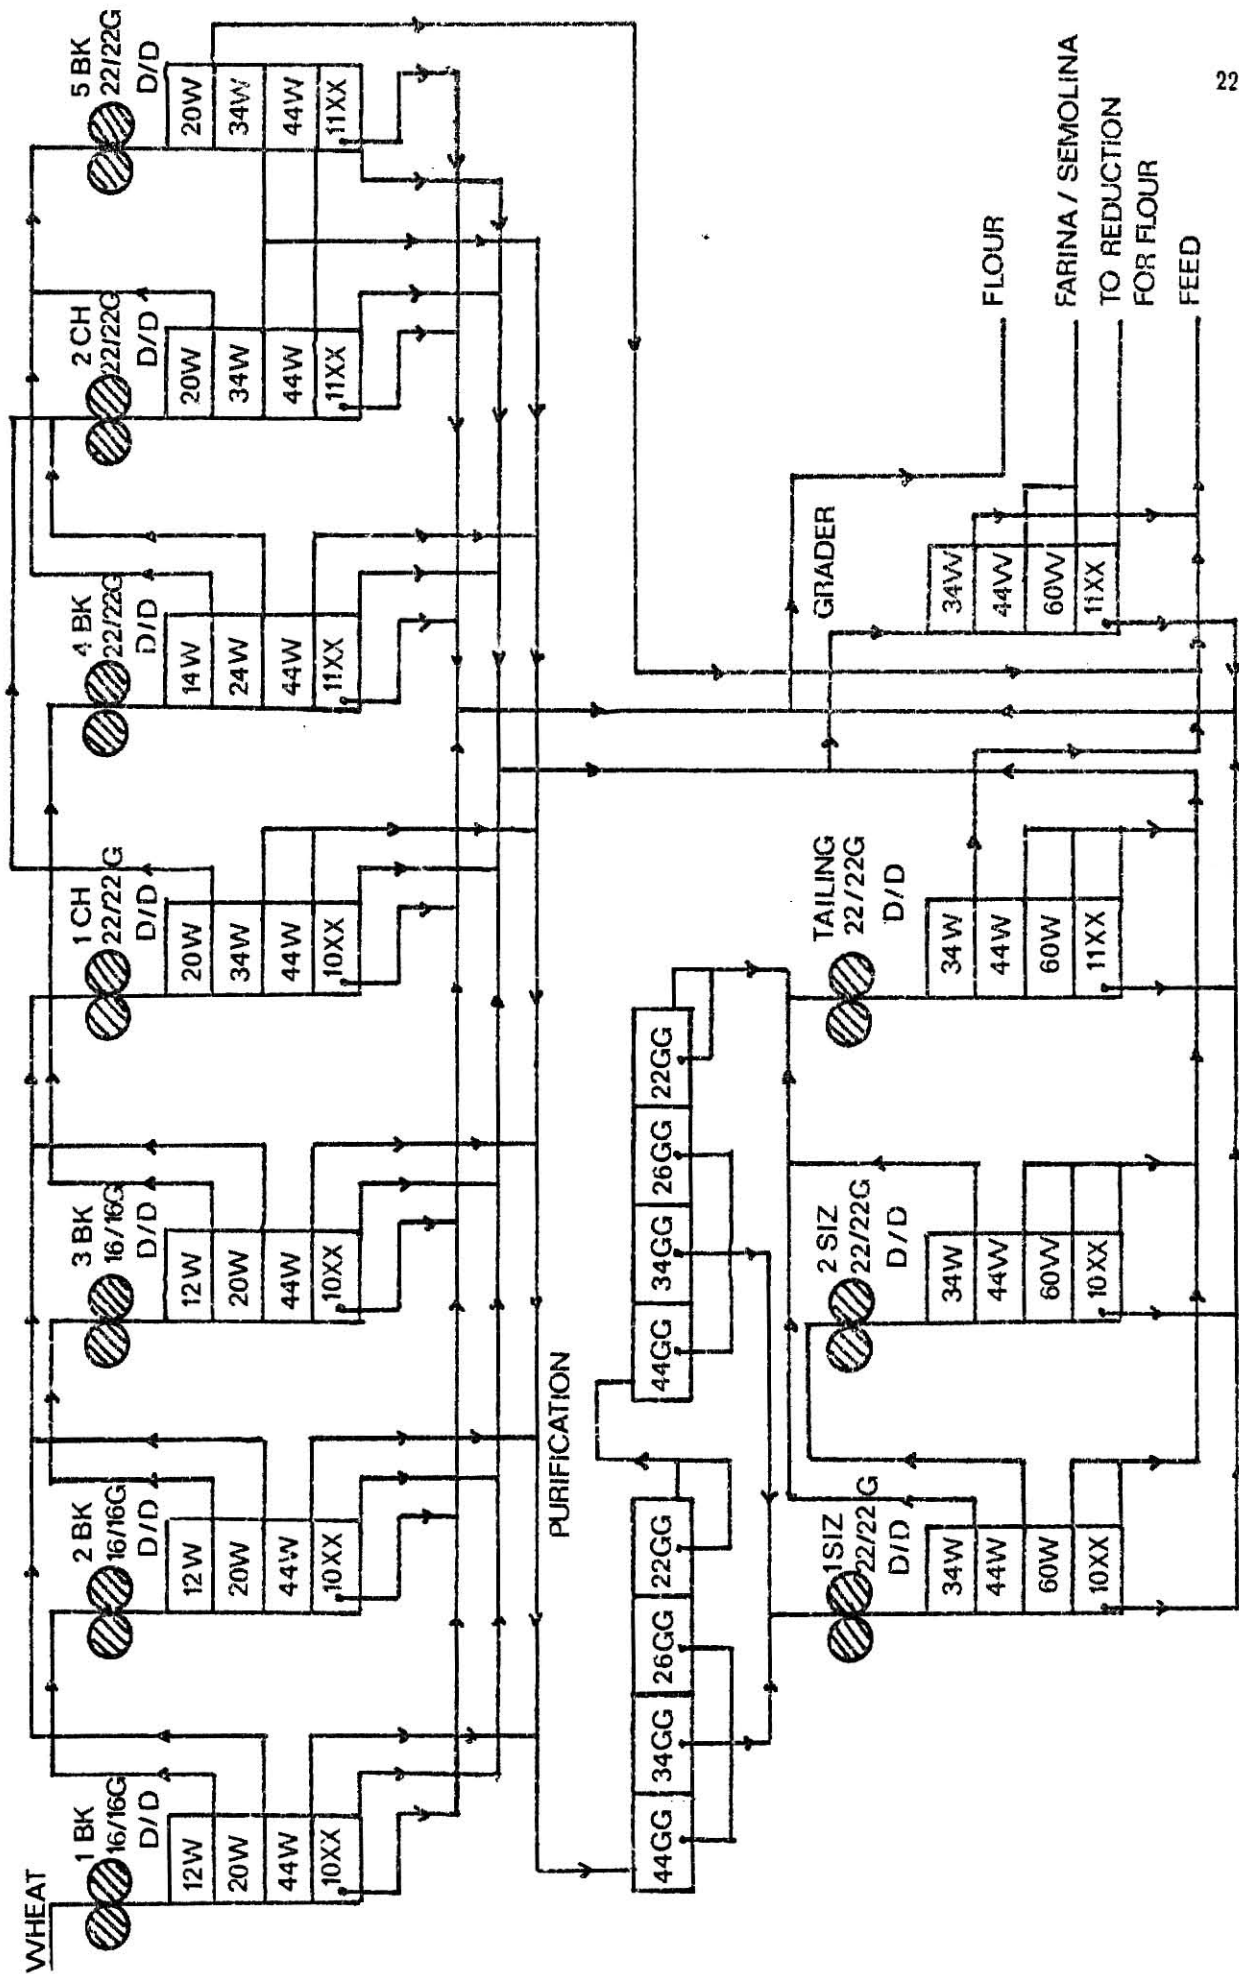 WHEAT
1 BK
16/16G
D/D
12W
20W
44W
10XX
2 BK
16/16G
D/D
12W
20W
44W
10XX
3 BK
16/16G
D/D
12W
20W
44W
10XX
1 CH
22/22G
D/D
20W
34W
44W
10XX
4 BK
22/22G
D/D
14W
24W
44W
11XX
2 CH
22/22G
D/D
20W
34W
44W
11XX
5 BK
22/22G
D/D
20W
34W
44W
11XX
PURIFICATION
44GG
34GG
26GG
22GG
44GG
34GG
26GG
22GG
1SIZ
22/22G
D/D
34W
44W
60W
10XX
2 SIZ
22/22G
D/D
34W
44W
60W
10XX
TAILING
22/22G
D/D
34W
44W
60W
11XX
GRADER
34W
44W
60W
11XX
FLOUR
FARINA / SEMOLINA
TO REDUCTION
FOR FLOUR
FEED
22